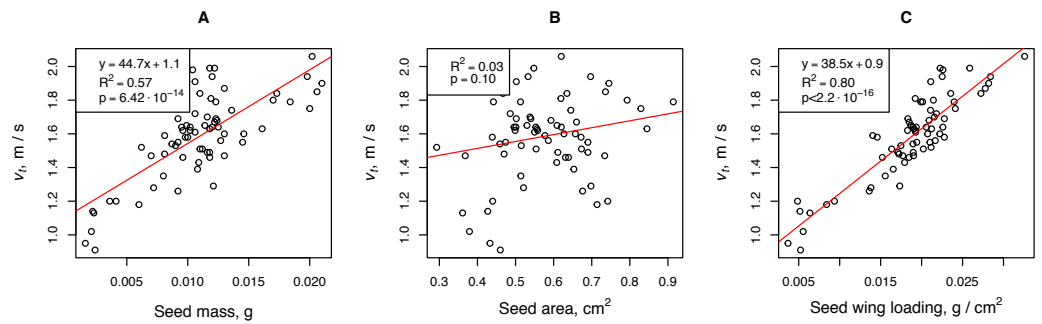 A
y = 44.7x + 1.1
R² = 0.57
p = 6.42 · 10⁻¹⁴
2.0
1.8
1.6
1.4
1.2
1.0
vₜ, m / s
0.005 0.010 0.015 0.020
Seed mass, g
B
R² = 0.03
p = 0.10
2.0
1.8
1.6
1.4
1.2
1.0
vₜ, m / s
0.3 0.4 0.5 0.6 0.7 0.8 0.9
Seed area, cm²
C
y = 38.5x + 0.9
R² = 0.80
p<2.2 · 10⁻¹⁶
2.0
1.8
1.6
1.4
1.2
1.0
vₜ, m / s
0.005 0.015 0.025
Seed wing loading, g / cm²